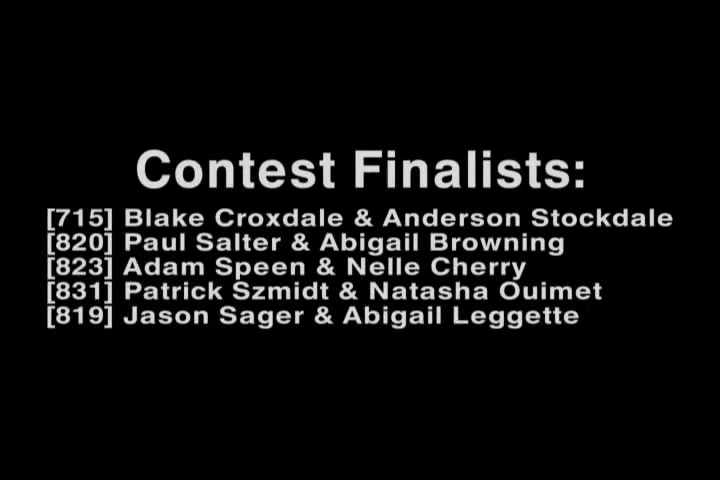 Contest Finalists:
[715] Blake Croxdale & Anderson Stockdale
[820] Paul Salter & Abigail Browning
[823] Adam Speen & Nelle Cherry
[831] Patrick Szmidt & Natasha Ouimet
[819] Jason Sager & Abigail Leggette